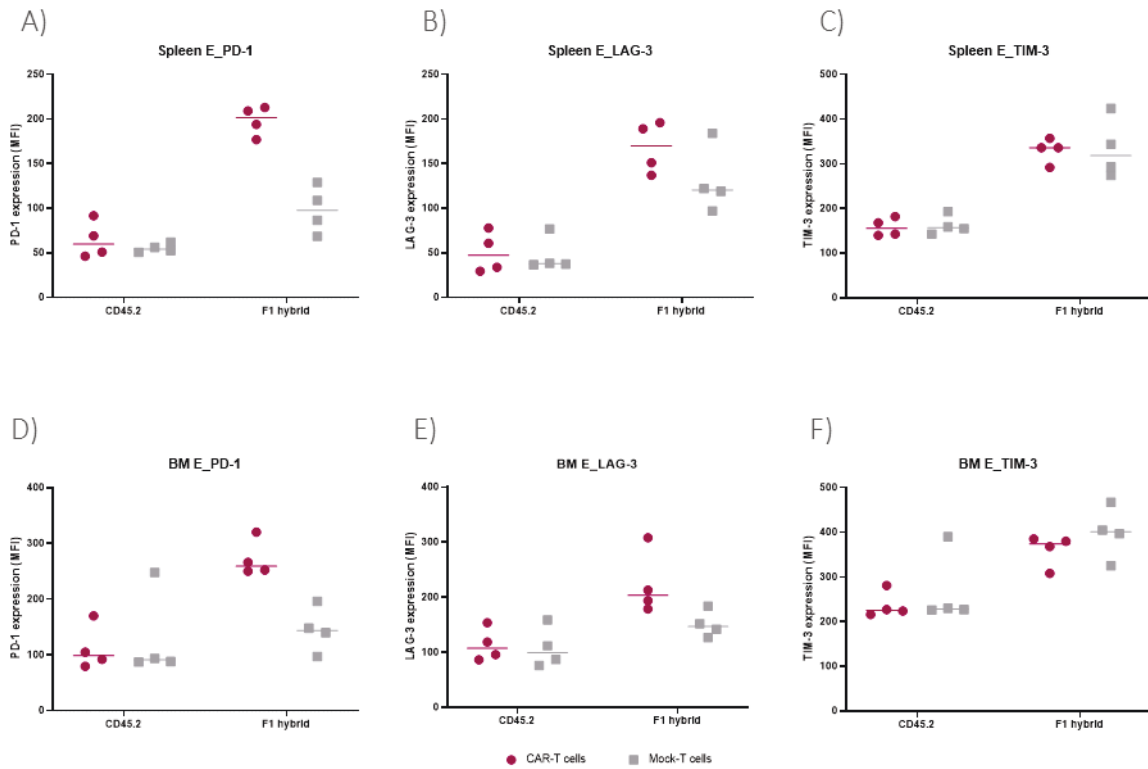 A)
B)
C)
Spleen E_PD-1
Spleen E_LAG-3
Spleen E_TIM-3
PD-1 expression (MFI)
250
200
150
100
50
0
CD45.2
F1 hybrid
LAG-3 expression (MFI)
250
200
150
100
50
0
CD45.2
F1 hybrid
TIM-3 expression (MFI)
500
400
300
200
100
0
CD45.2
F1 hybrid
D)
E)
F)
BM E_PD-1
BM E_LAG-3
BM E_TIM-3
PD-1 expression (MFI)
400
300
200
100
0
CD45.2
F1 hybrid
LAG-3 expression (MFI)
400
300
200
100
0
CD45.2
F1 hybrid
TIM-3 expression (MFI)
500
400
300
200
100
0
CD45.2
F1 hybrid
CAR-T cells
Mock-T cells